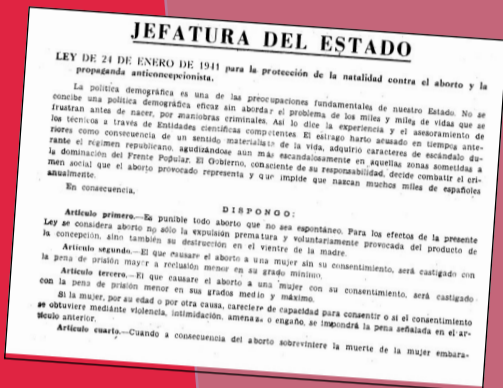 JEFATURA DEL ESTADO
LEY DE 24 DE ENERO DE 1941 para la protección de la natalidad contra el aborto y la
propaganda anticoncepcionista.
La política demográfica es una de las preocupaciones fundamentales de nuestro Estado. No se
concibe una política demográfica eficaz sin abordar el problema de los miles y miles de vidas que se
frustran antes de nacer, por maniobras criminales. Así lo dice la experiencia y el asesoramiento de
los técnicos a través de Entidades científicas competentes El estrago harto acusado en tiempos ante-
riores como consecuencia de un sentido materialista de la vida, adquirió caracteres de escándalo du-
rante el régimen republicano, agudizándose aun más escandalosamente en aquellas zonas sometidas a
la dominación del Frente Popular. El Gobierno, consciente de su responsabilidad, decide combatir el cri-
men social que el aborto provocado representa y que impide que nazcan muchos miles de españoles
anualmente.
En consecuencia,
DISPONGO:
Artículo primero.—Es punible todo aborto que no sea espontáneo. Para los efectos de la presente
Ley se considera aborto no sólo la expulsión prematura y voluntariamente provocada del producto de
la concepción, sino también su destrucción en el vientre de la madre.
Artículo segundo.—El que causare el aborto a una mujer sin su consentimiento, será castigado con
la pena de prisión mayor a reclusión menor en su grado mínimo.
Artículo tercero.—El que causare el aborto a una mujer con su consentimiento, será castigado
con la pena de prisión menor en sus grados medio y máximo.
Si la mujer, por su edad o por otra causa, careciere de capacidad para consentir o si el consentimiento
se obtuviere mediante violencia, intimidación, amenaza o engaño, se impondrá la pena señalada en el ar-
tículo anterior.
Artículo cuarto.—Cuando a consecuencia del aborto sobreviniere la muerte de la mujer embara-